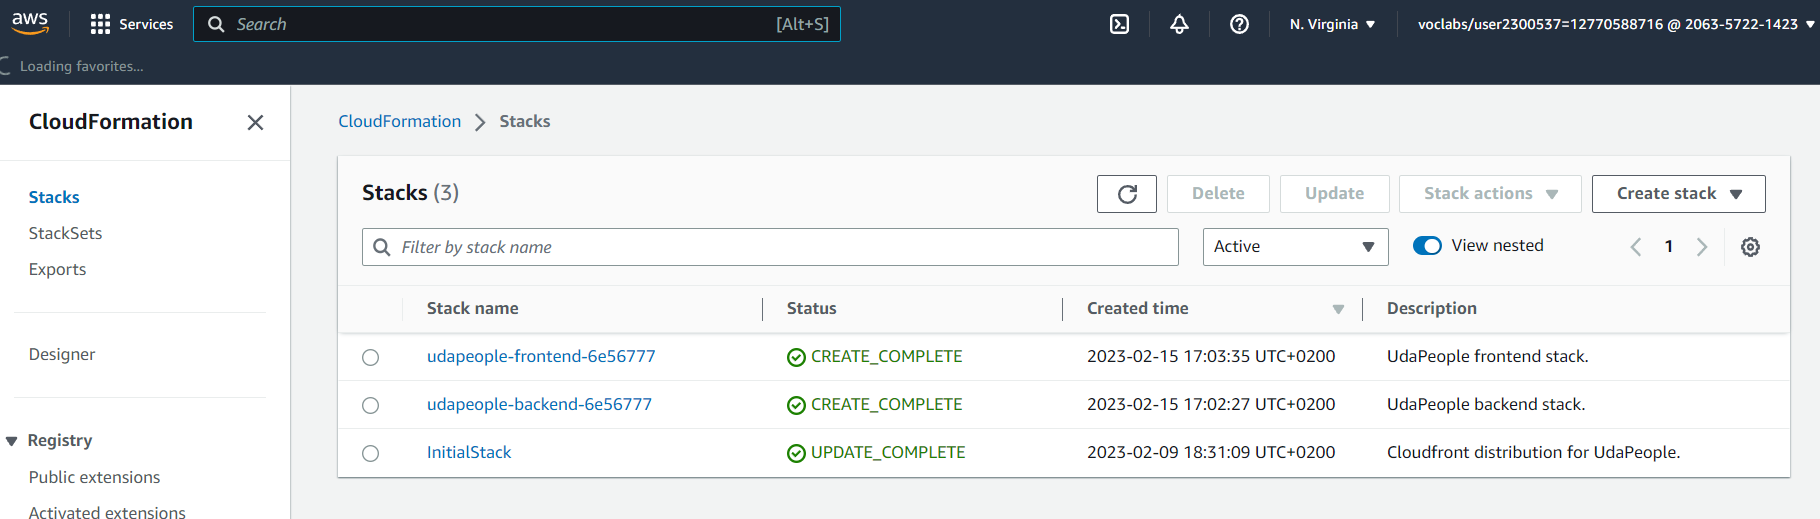 aws
Services
Search [Alt+S]
N. Virginia
voclabs/user2300537=12770588716 @ 2063-5722-1423
Loading favorites...
CloudFormation
Stacks
StackSets
Exports
Designer
Registry
Public extensions
Activated extensions
CloudFormation > Stacks
Stacks (3)
Delete
Update
Stack actions
Create stack
Filter by stack name
Active
View nested
1
Stack name Status Created time Description
udapeople-frontend-6e56777 CREATE_COMPLETE 2023-02-15 17:03:35 UTC+0200 UdaPeople frontend stack.
udapeople-backend-6e56777 CREATE_COMPLETE 2023-02-15 17:02:27 UTC+0200 UdaPeople backend stack.
InitialStack UPDATE_COMPLETE 2023-02-09 18:31:09 UTC+0200 Cloudfront distribution for UdaPeople.